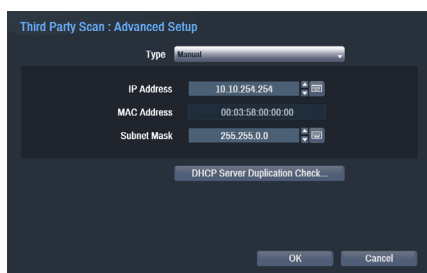 Third Party Scan : Advanced Setup
Type Manual
IP Address 10.10.254.254
MAC Address 00:03:58:00:00:00
Subnet Mask 255.255.0.0
DHCP Server Duplication Check...
OK Cancel